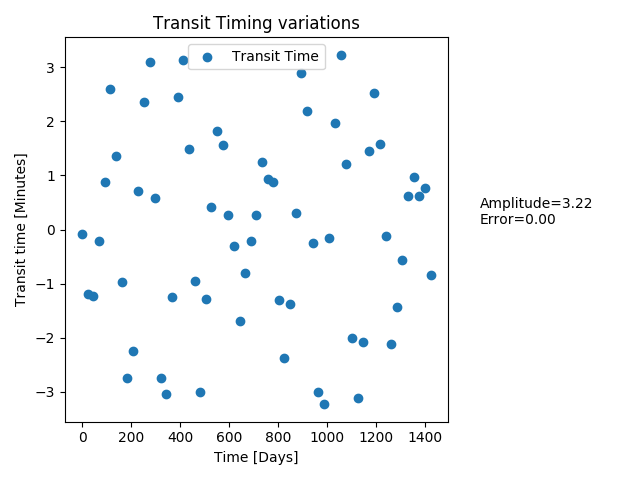 Transit Timing variations
Transit Time
Transit time [Minutes]
3
2
1
0
−1
−2
−3
0
200
400
600
800
1000
1200
1400
Time [Days]
Amplitude=3.22
Error=0.00